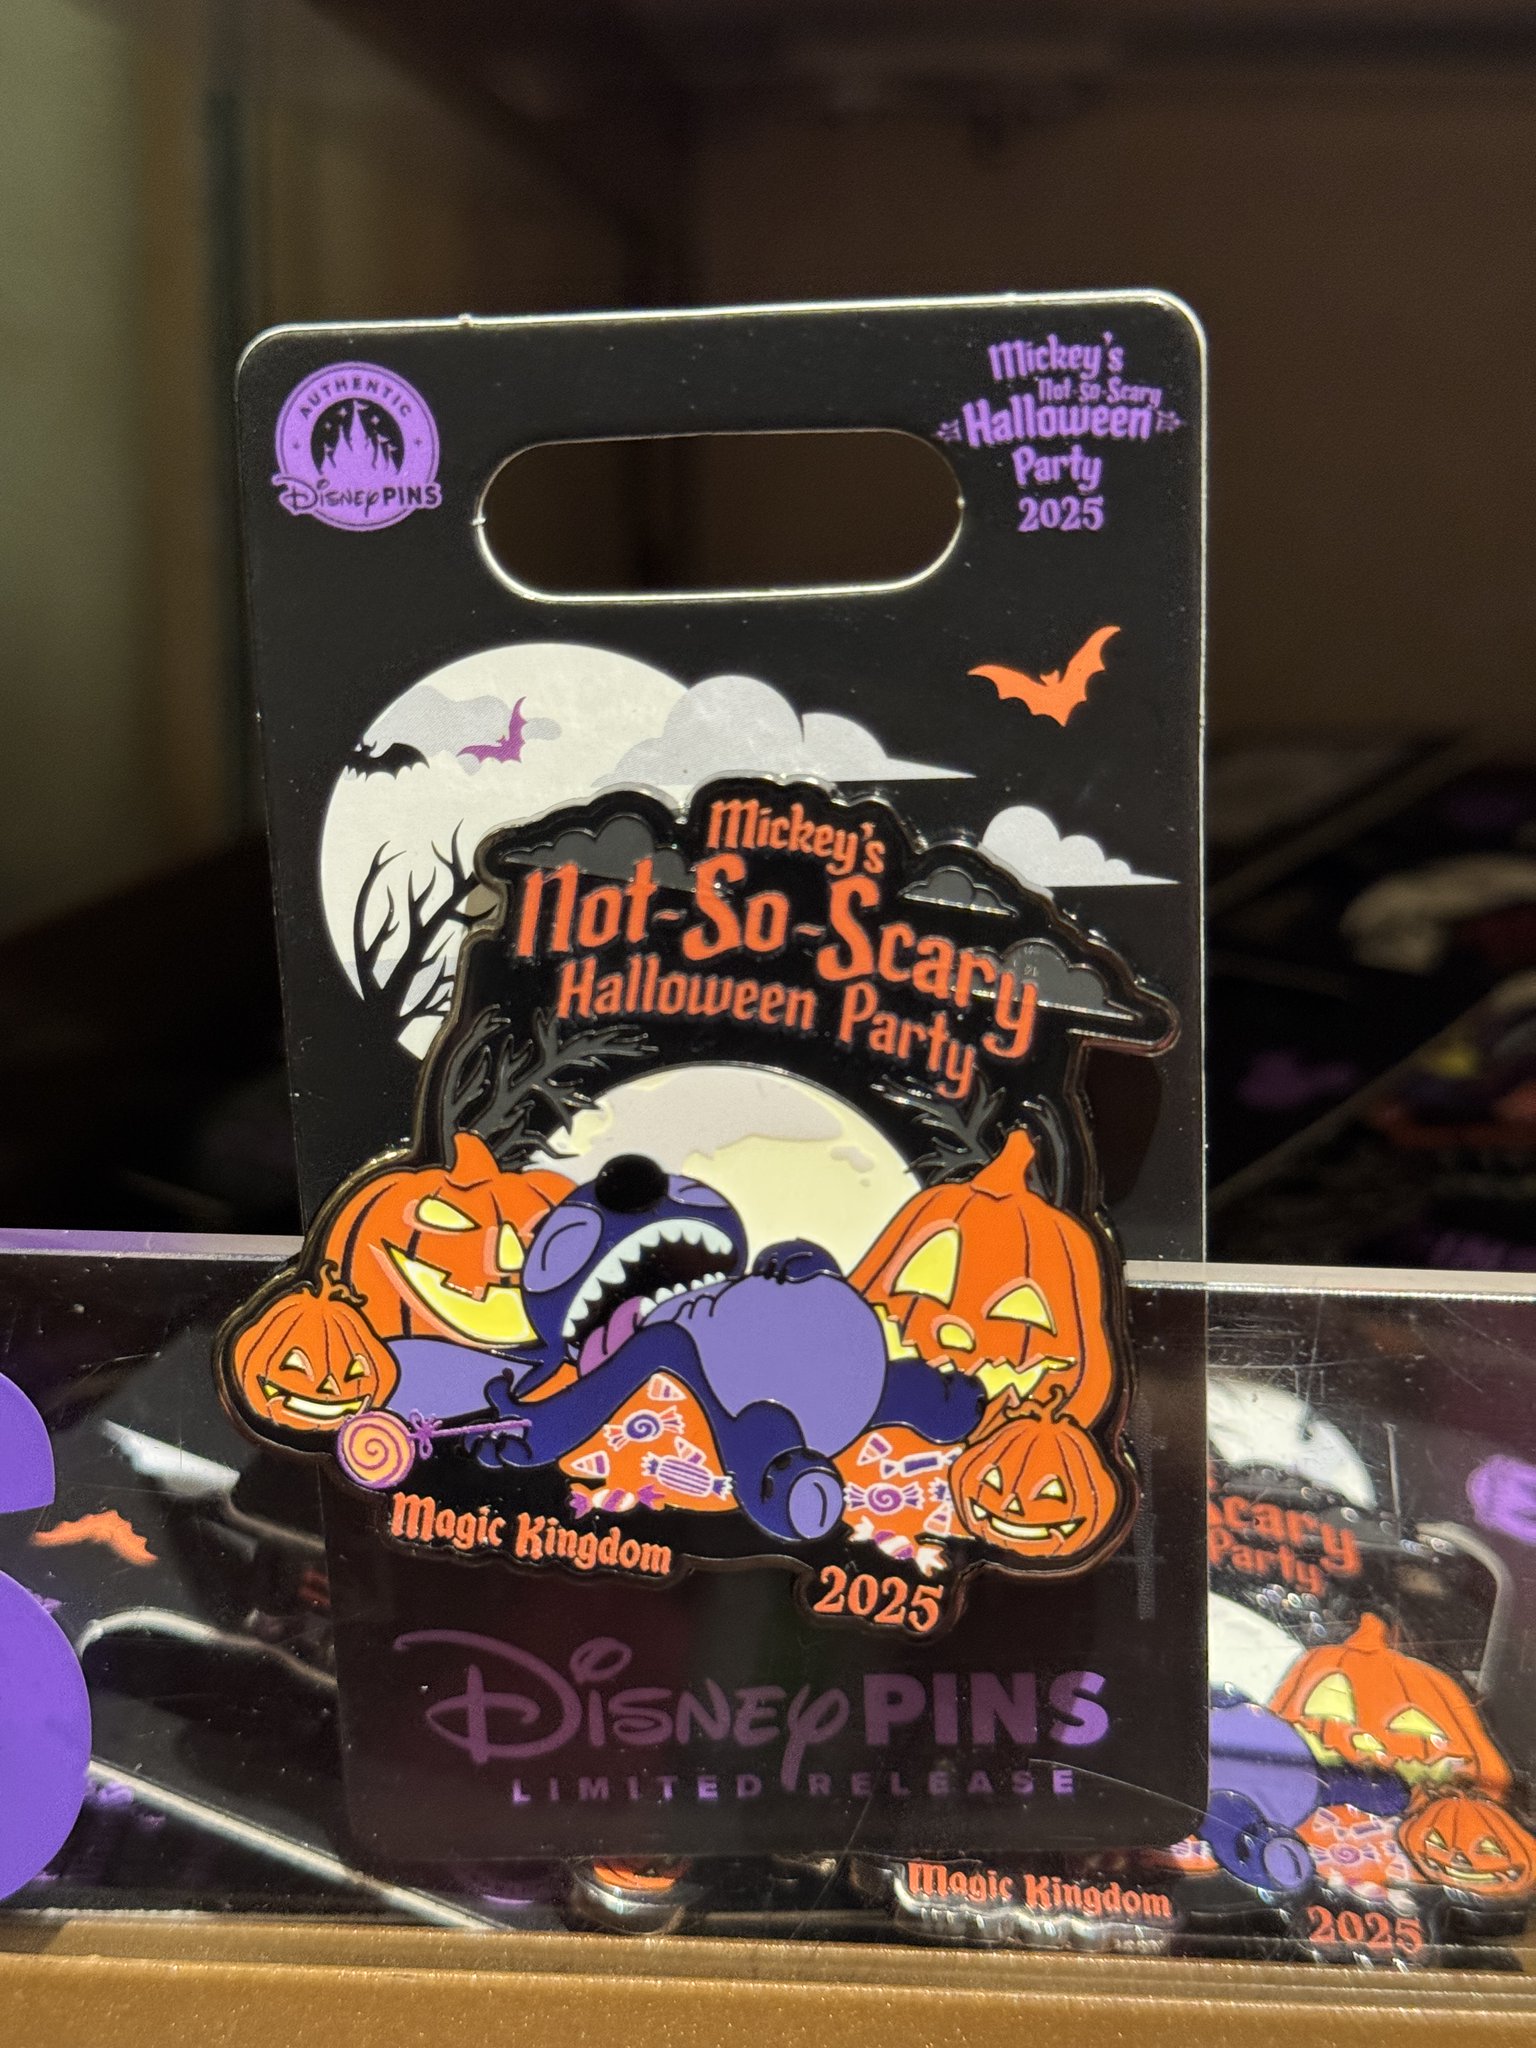 AUTHENTIC
Disney PINS
Mickey's
Not-So-Scary
Halloween
Party
2025
Mickey's
Not-So-Scary
Halloween Party
Magic Kingdom
2025
Disney PINS
LIMITED RELEASE
Scary
Party
Magic Kingdom
2025